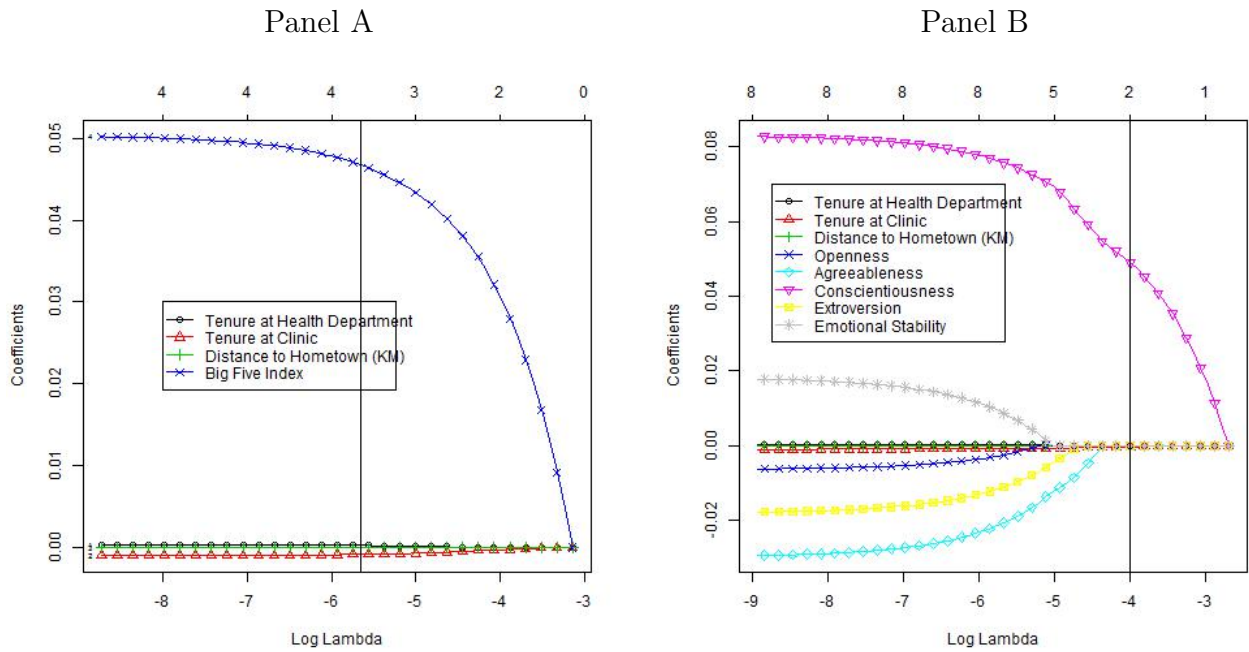 Panel A
4 4 4 3 2 0
0.05
0.04
0.03
0.02
0.01
0.00
Coefficients
4
Tenure at Health Department
Tenure at Clinic
Distance to Hometown (KM)
Big Five Index
-8 -7 -6 -5 -4 -3
Log Lambda
Panel B
8 8 8 8 5 2 1
0.08
0.06
0.04
0.02
0.00
-0.02
Coefficients
Tenure at Health Department
Tenure at Clinic
Distance to Hometown (KM)
Openness
Agreeableness
Conscientiousness
Extroversion
Emotional Stability
-9 -8 -7 -6 -5 -4 -3
Log Lambda